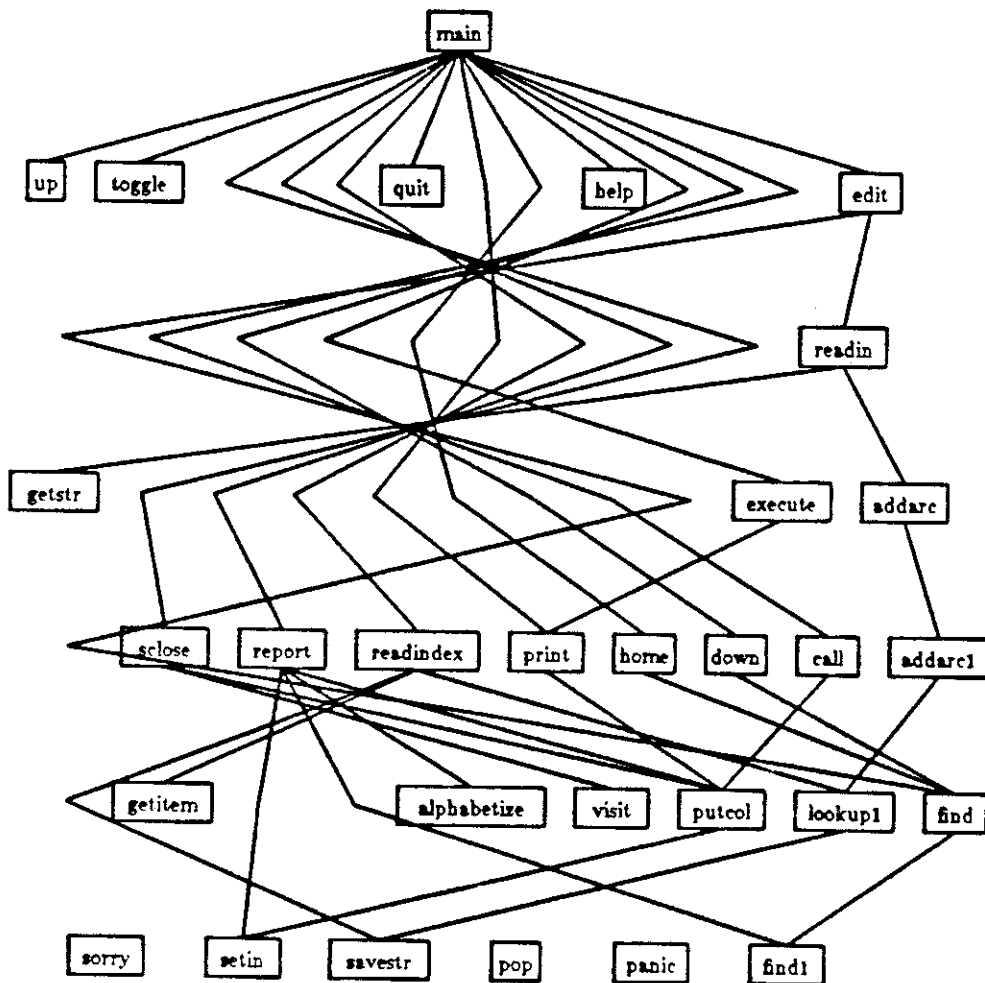 main
up toggle quit help edit
readin
getstr execute addarc
sclose report readindex print home down call addarc1
getitem alphabetize visit putcol lookup1 find
sorry setin savestr pop panic find1